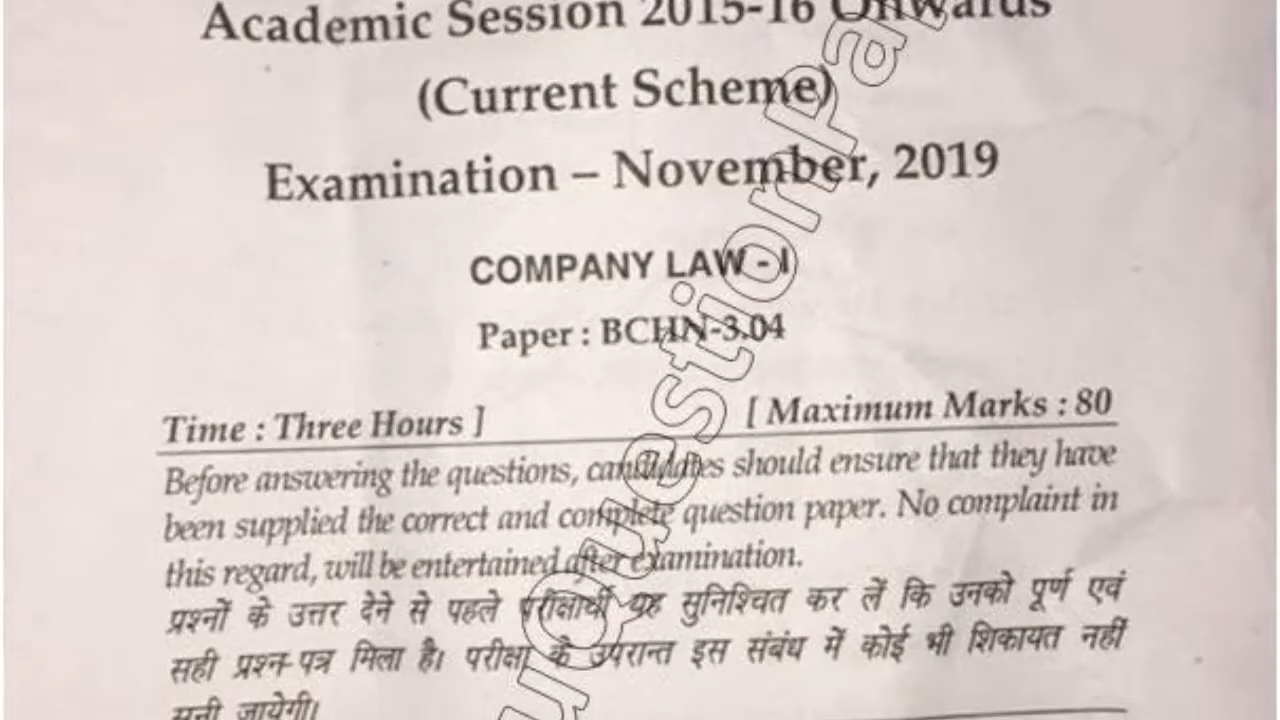 Academic Session 2015-16 Onwards
(Current Scheme)
Examination – November, 2019
COMPANY LAW - I
Paper : BCHN-3.04
Time : Three Hours ] [ Maximum Marks : 80
Before answering the questions, candidates should ensure that they have
been supplied the correct and complete question paper. No complaint in
this regard, will be entertained after examination.
प्रश्नों के उत्तर देने से पहले परीक्षार्थी यह सुनिश्चित कर लें कि उनको पूर्ण एवं
सही प्रश्न-पत्र मिला है। परीक्षा के उपरान्त इस संबंध में कोई भी शिकायत नहीं
सुनी जायेगी।
uQuestionPa